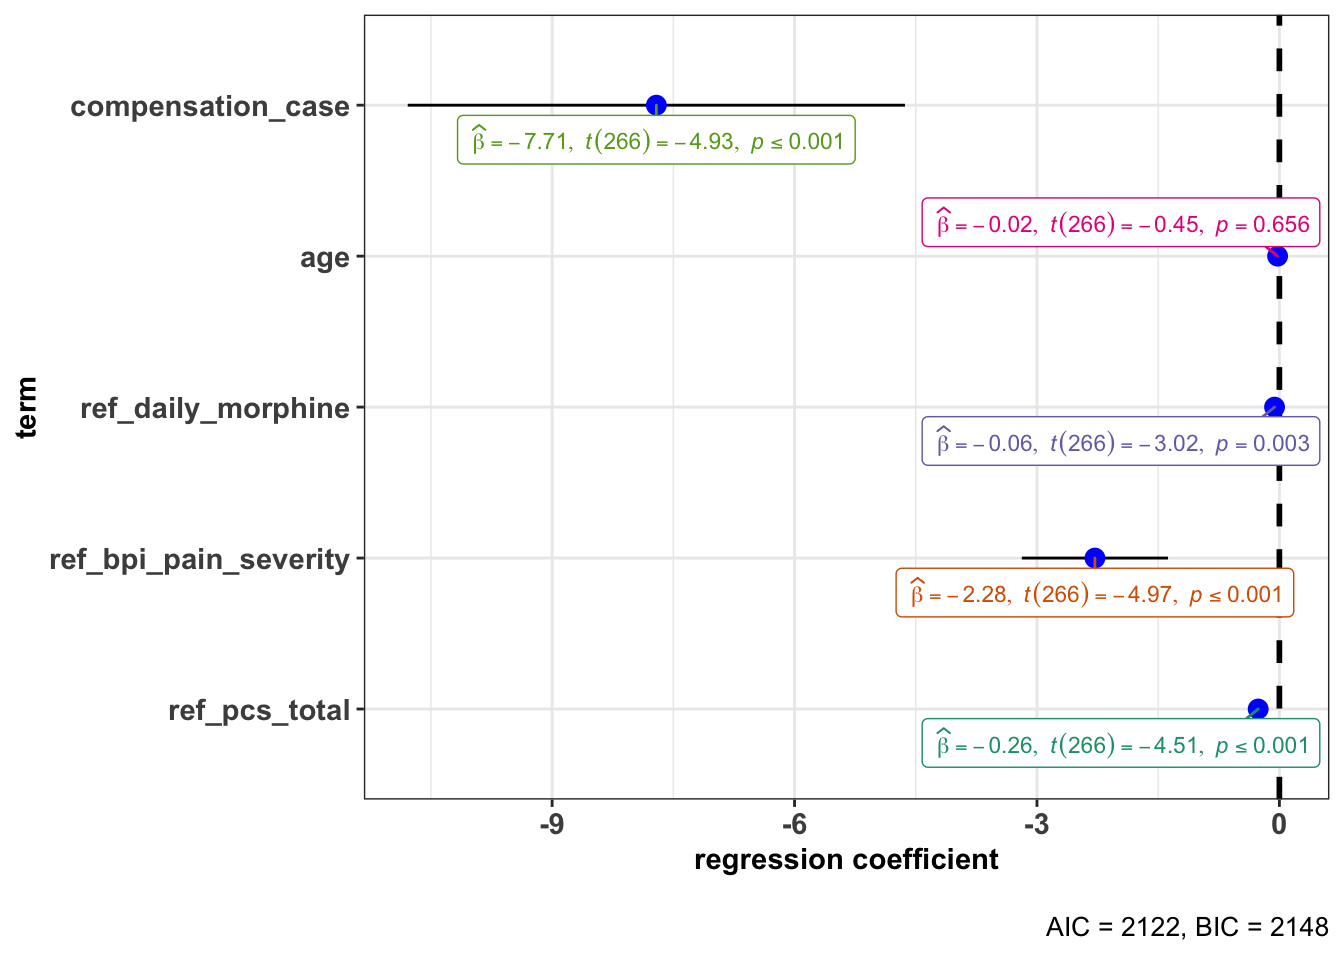 compensation_case
β̂ = −7.71, t(266) = −4.93, p ≤ 0.001
β̂ = −0.02, t(266) = −0.45, p = 0.656
age
term
ref_daily_morphine
β̂ = −0.06, t(266) = −3.02, p = 0.003
ref_bpi_pain_severity
β̂ = −2.28, t(266) = −4.97, p ≤ 0.001
ref_pcs_total
β̂ = −0.26, t(266) = −4.51, p ≤ 0.001
-9 -6 -3 0
regression coefficient
AIC = 2122, BIC = 2148